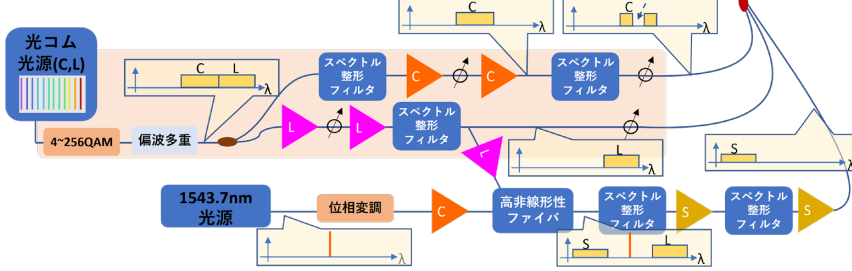 C
λ
C
λ
光コム
光源(C,L)
C
L
λ
スペクトル
整形
フィルタ
C
C
スペクトル
整形
フィルタ
4~256QAM
偏波多重
L
L
スペクトル
整形
フィルタ
L
L
λ
S
λ
1543.7nm
光源
位相変調
C
高非線形性
ファイバ
スペクトル
整形
フィルタ
S
スペクトル
整形
フィルタ
S
λ
S
L
λ